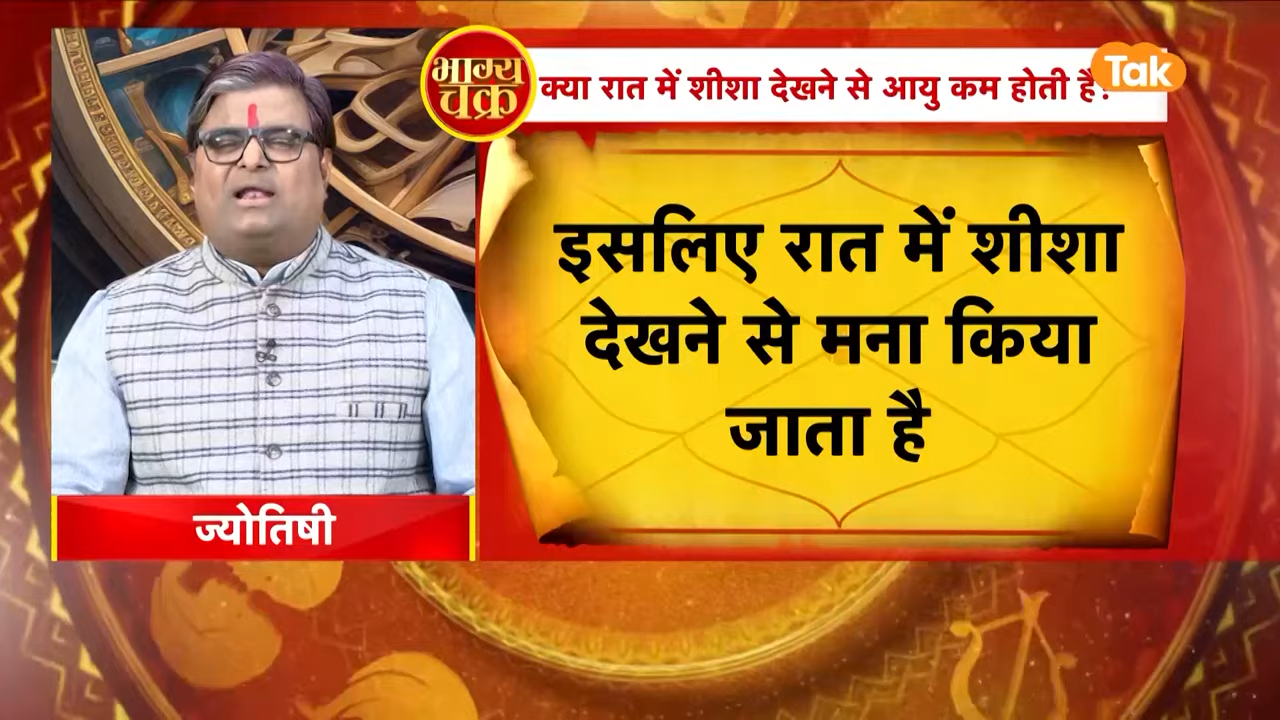 भाग्य
चक्र
क्या रात में शीशा देखने से आयु कम होती है?
Tak
इसलिए रात में शीशा
देखने से मना किया
जाता है
ज्योतिषी